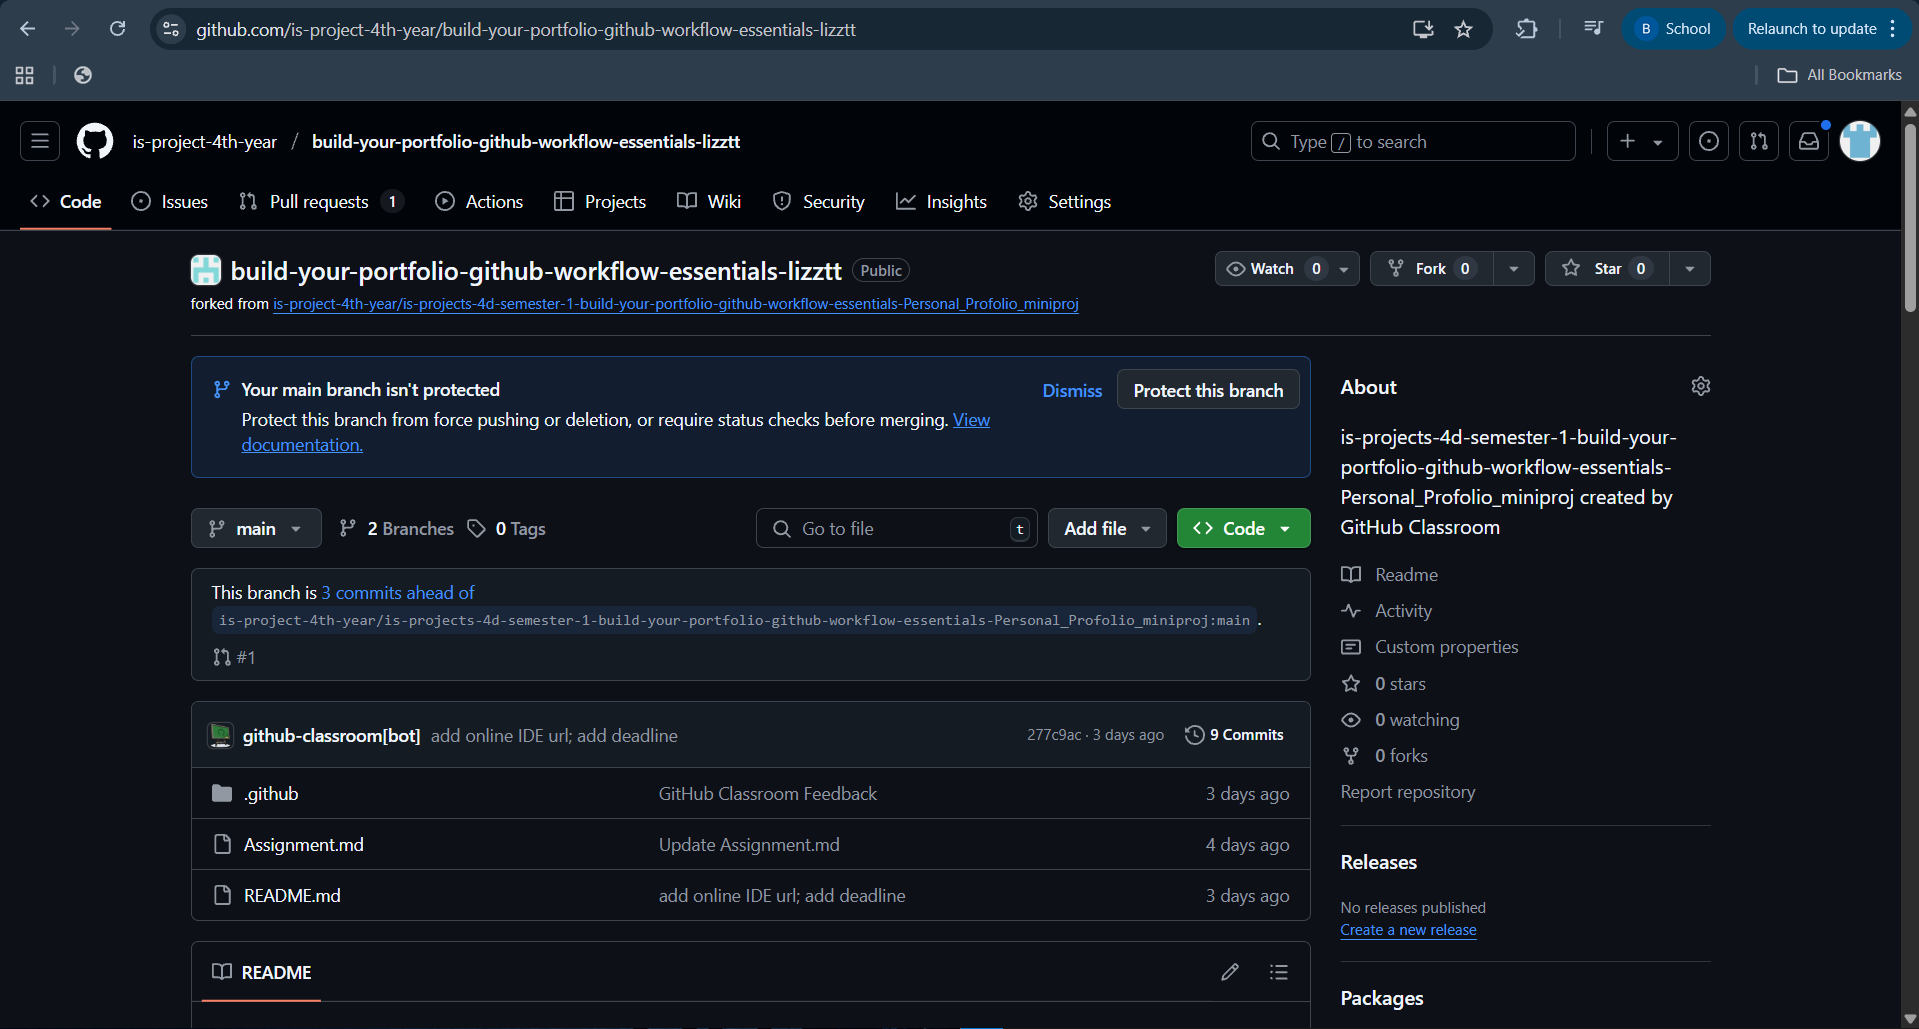 github.com/is-project-4th-year/build-your-portfolio-github-workflow-essentials-lizztt
B School
Relaunch to update
All Bookmarks
is-project-4th-year / build-your-portfolio-github-workflow-essentials-lizztt
Type / to search
Code
Issues
Pull requests 1
Actions
Projects
Wiki
Security
Insights
Settings
build-your-portfolio-github-workflow-essentials-lizztt Public
Watch 0
Fork 0
Star 0
forked from is-project-4th-year/is-projects-4d-semester-1-build-your-portfolio-github-workflow-essentials-Personal_Profolio_miniproj
Your main branch isn't protected
Protect this branch from force pushing or deletion, or require status checks before merging. View
documentation.
Dismiss
Protect this branch
main
2 Branches
0 Tags
Go to file t
Add file
Code
This branch is 3 commits ahead of
is-project-4th-year/is-projects-4d-semester-1-build-your-portfolio-github-workflow-essentials-Personal_Profolio_miniproj:main .
#1
github-classroom[bot] add online IDE url; add deadline 277c9ac · 3 days ago 9 Commits
.github GitHub Classroom Feedback 3 days ago
Assignment.md Update Assignment.md 4 days ago
README.md add online IDE url; add deadline 3 days ago
README
About
is-projects-4d-semester-1-build-your-
portfolio-github-workflow-essentials-
Personal_Profolio_miniproj created by
GitHub Classroom
Readme
Activity
Custom properties
0 stars
0 watching
0 forks
Report repository
Releases
No releases published
Create a new release
Packages